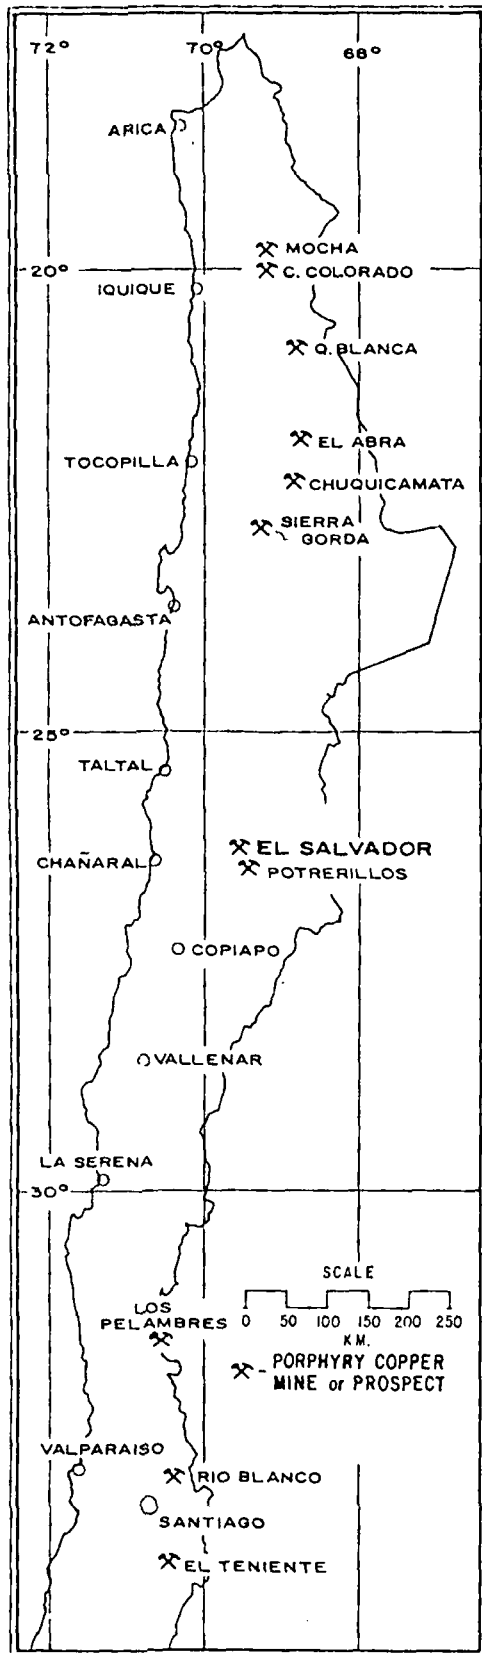 72° 70° 68°
ARICA
MOCHA
20°
C. COLORADO
IQUIQUE
Q. BLANCA
EL ABRA
TOCOPILLA
CHUQUICAMATA
SIERRA
GORDA
ANTOFAGASTA
25°
TALTAL
EL SALVADOR
CHAÑARAL
POTRERILLOS
COPIAPO
VALLENAR
LA SERENA
30°
SCALE
0 50 100 150 200 250
KM.
LOS
PELAMBRES
- PORPHYRY COPPER
MINE or PROSPECT
VALPARAISO
RIO BLANCO
SANTIAGO
EL TENIENTE